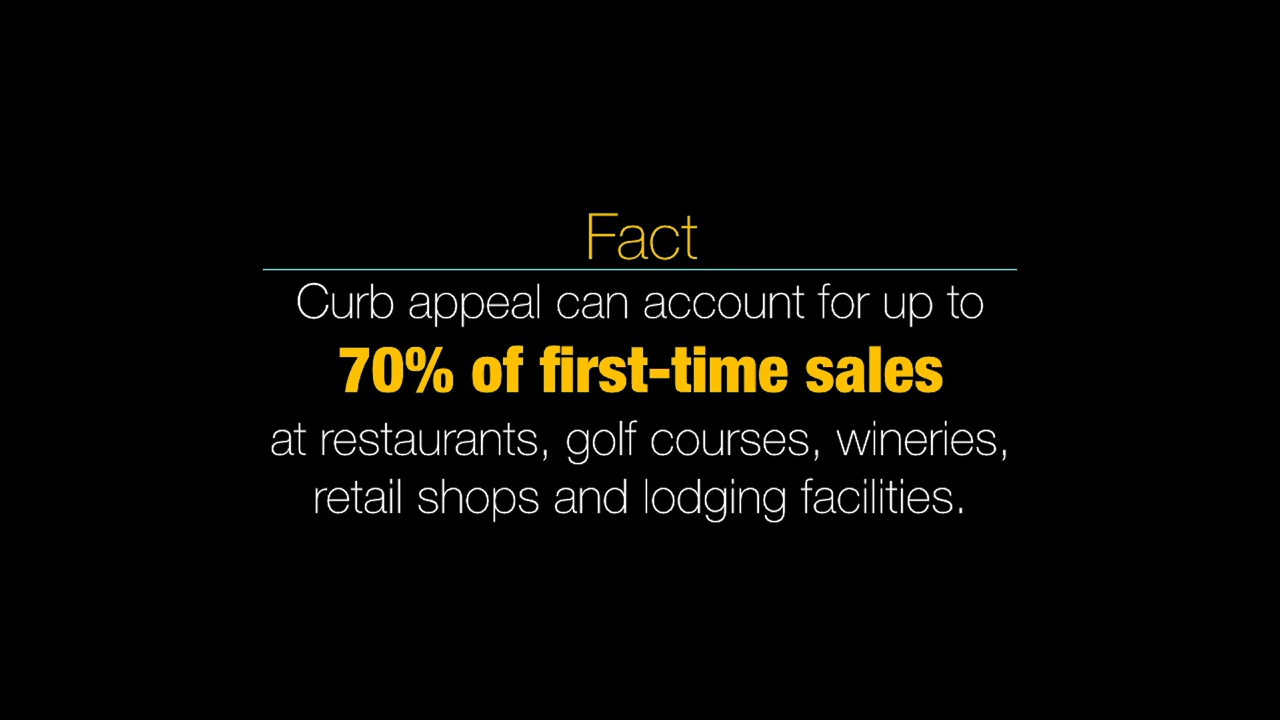 Fact
Curb appeal can account for up to
70% of first-time sales
at restaurants, golf courses, wineries,
retail shops and lodging facilities.